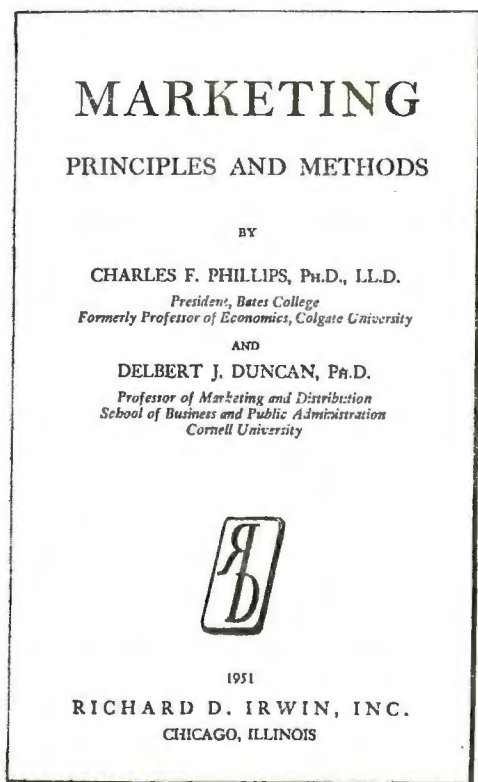 MARKETING
PRINCIPLES AND METHODS
BY
CHARLES F. PHILLIPS, PH.D., LL.D.
President, Bates College
Formerly Professor of Economics, Colgate University
AND
DELBERT J. DUNCAN, PH.D.
Professor of Marketing and Distribution
School of Business and Public Administration
Cornell University
RD
1951
RICHARD D. IRWIN, INC.
CHICAGO, ILLINOIS